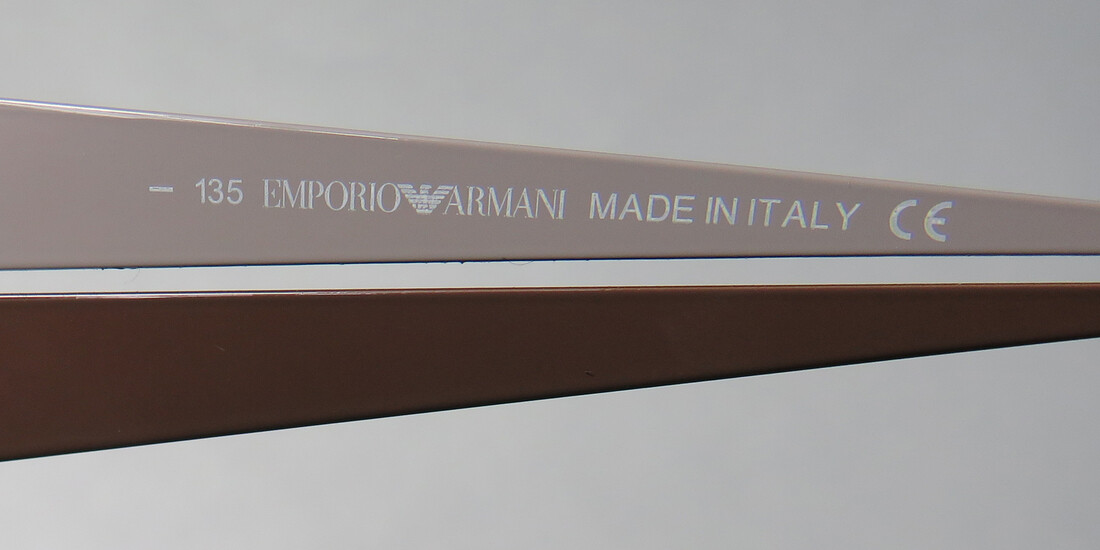 – 135 EMPORIO ARMANI MADE IN ITALY CE